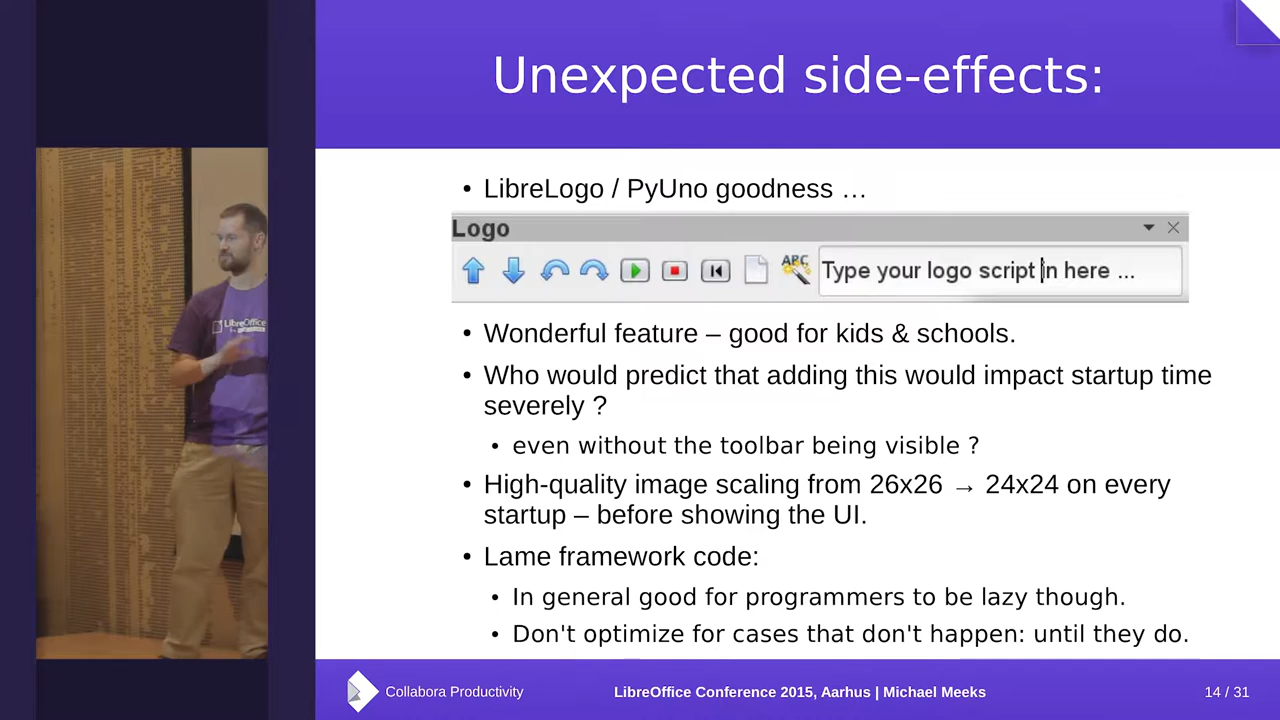 Unexpected side-effects:
• LibreLogo / PyUno goodness …
Logo
ABC
Type your logo script in here ...
• Wonderful feature – good for kids & schools.
• Who would predict that adding this would impact startup time
severely ?
• even without the toolbar being visible ?
• High-quality image scaling from 26x26 → 24x24 on every
startup – before showing the UI.
• Lame framework code:
• In general good for programmers to be lazy though.
• Don't optimize for cases that don't happen: until they do.
LibreOffice
Collabora Productivity
LibreOffice Conference 2015, Aarhus | Michael Meeks
14 / 31